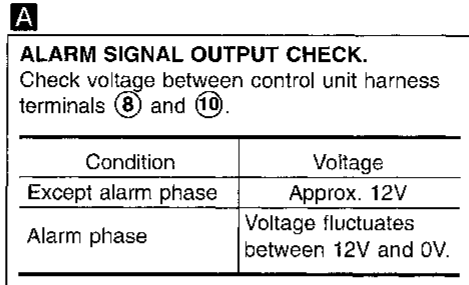 A
ALARM SIGNAL OUTPUT CHECK.
Check voltage between control unit harness
terminals ⑧ and ⑩.
Condition Voltage
Except alarm phase Approx. 12V
Alarm phase Voltage fluctuates
between 12V and 0V.